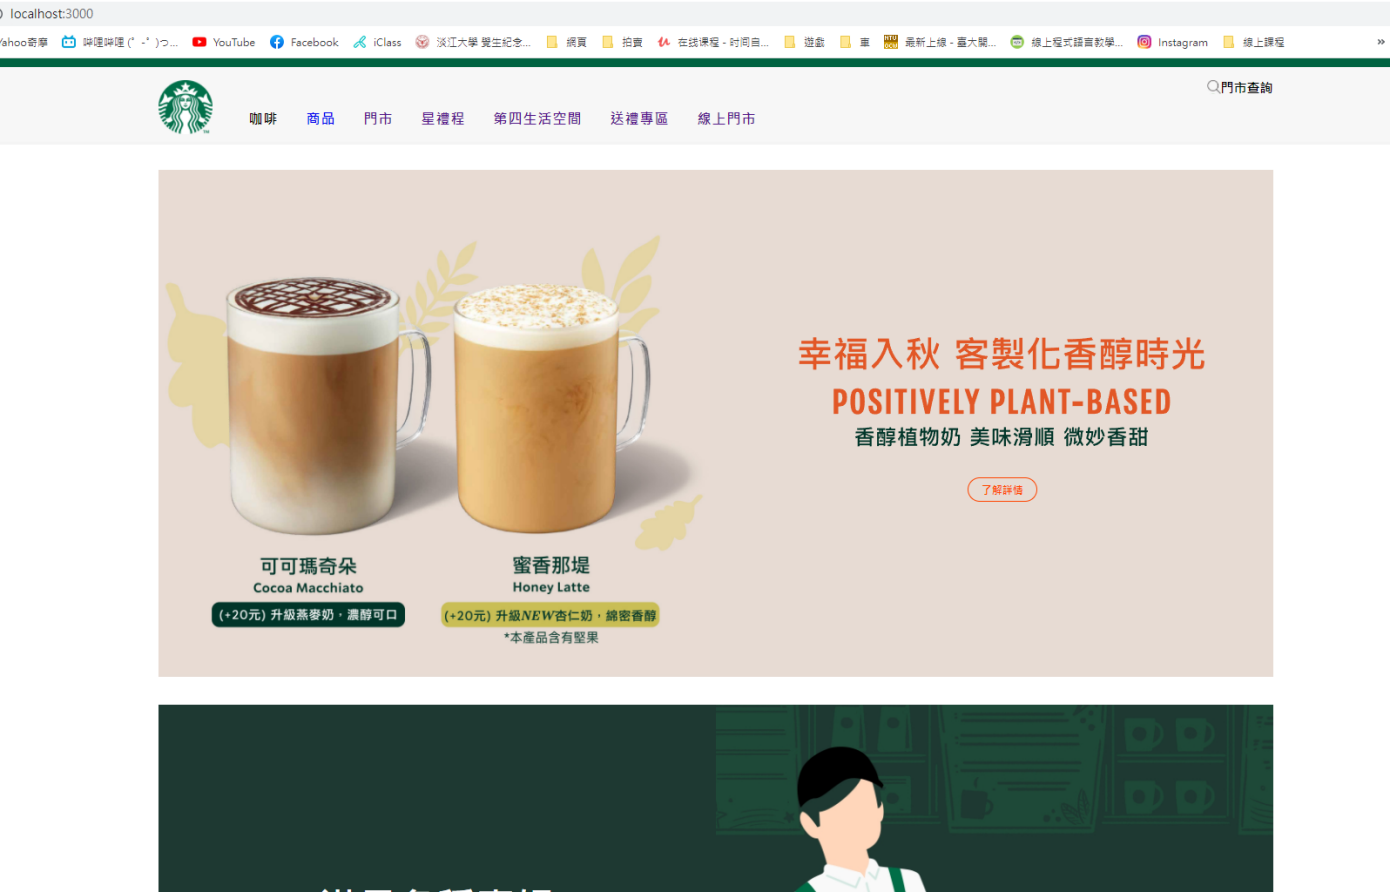 localhost:3000
Yahoo奇摩 嗶哩嗶哩 (゜-゜)つ... YouTube Facebook iClass 淡江大學 覺生紀念... 網頁 拍賣 在线课程 - 时间自... 遊戲 車 最新上線 - 臺大開... 線上程式語言教學... Instagram 線上課程 »
門市查詢
咖啡 商品 門市 星禮程 第四生活空間 送禮專區 線上門市
幸福入秋 客製化香醇時光
POSITIVELY PLANT-BASED
香醇植物奶 美味滑順 微妙香甜
了解詳情
可可瑪奇朵
Cocoa Macchiato
(+20元) 升級燕麥奶，濃醇可口
蜜香那堤
Honey Latte
(+20元) 升級NEW杏仁奶，綿密香醇
*本產品含有堅果